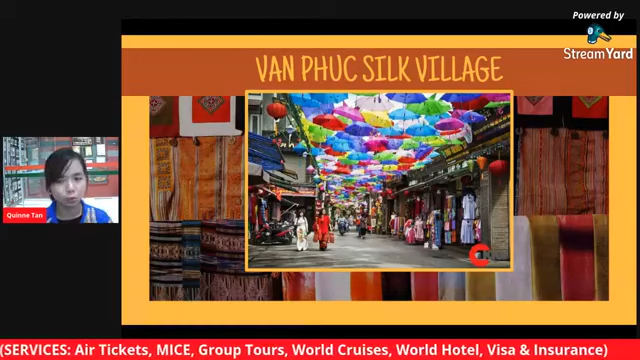 Powered by
StreamYard
VAN PHUC SILK VILLAGE
Quinne Tan
(SERVICES: Air Tickets, MICE, Group Tours, World Cruises, World Hotel, Visa & Insurance)